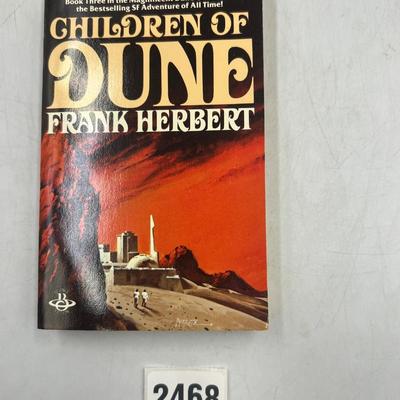 Book Three in the Magnificent
the Bestselling SF Adventure of All Time!
CHILDREN OF
DUNE
FRANK HERBERT
B
2468